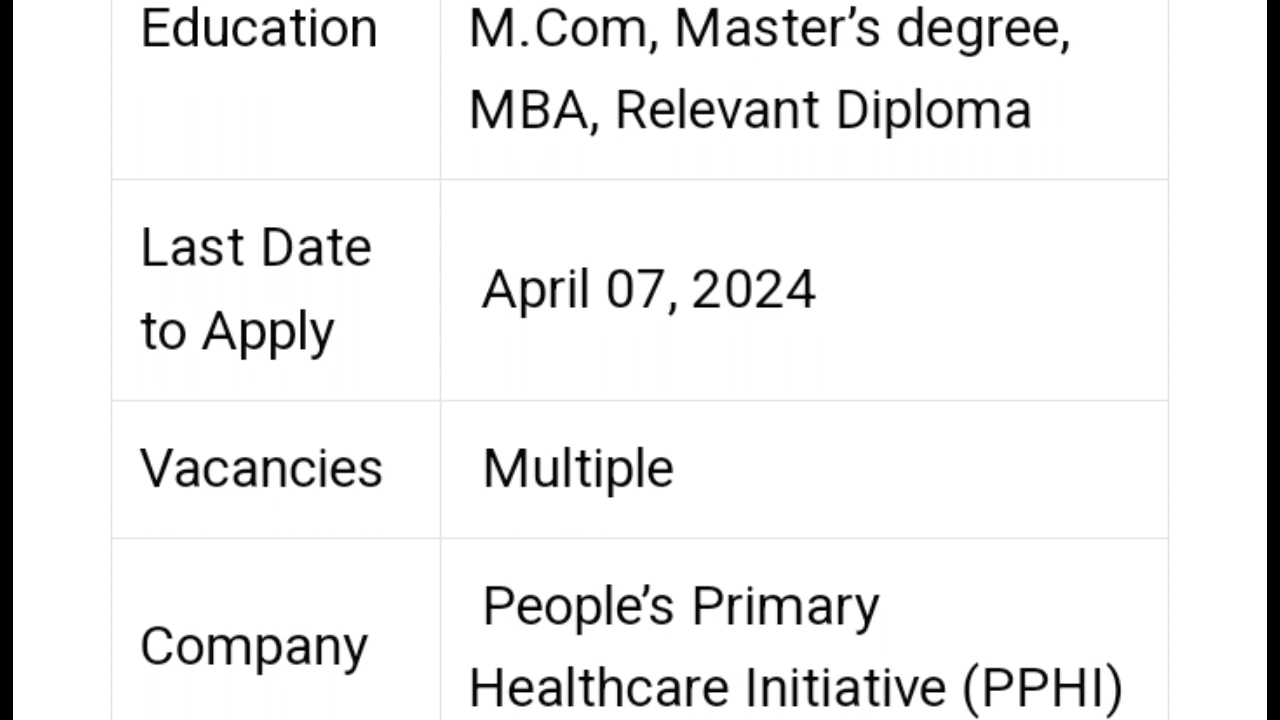 Education
M.Com, Master’s degree,
MBA, Relevant Diploma
Last Date
to Apply
April 07, 2024
Vacancies
Multiple
Company
People’s Primary
Healthcare Initiative (PPHI)